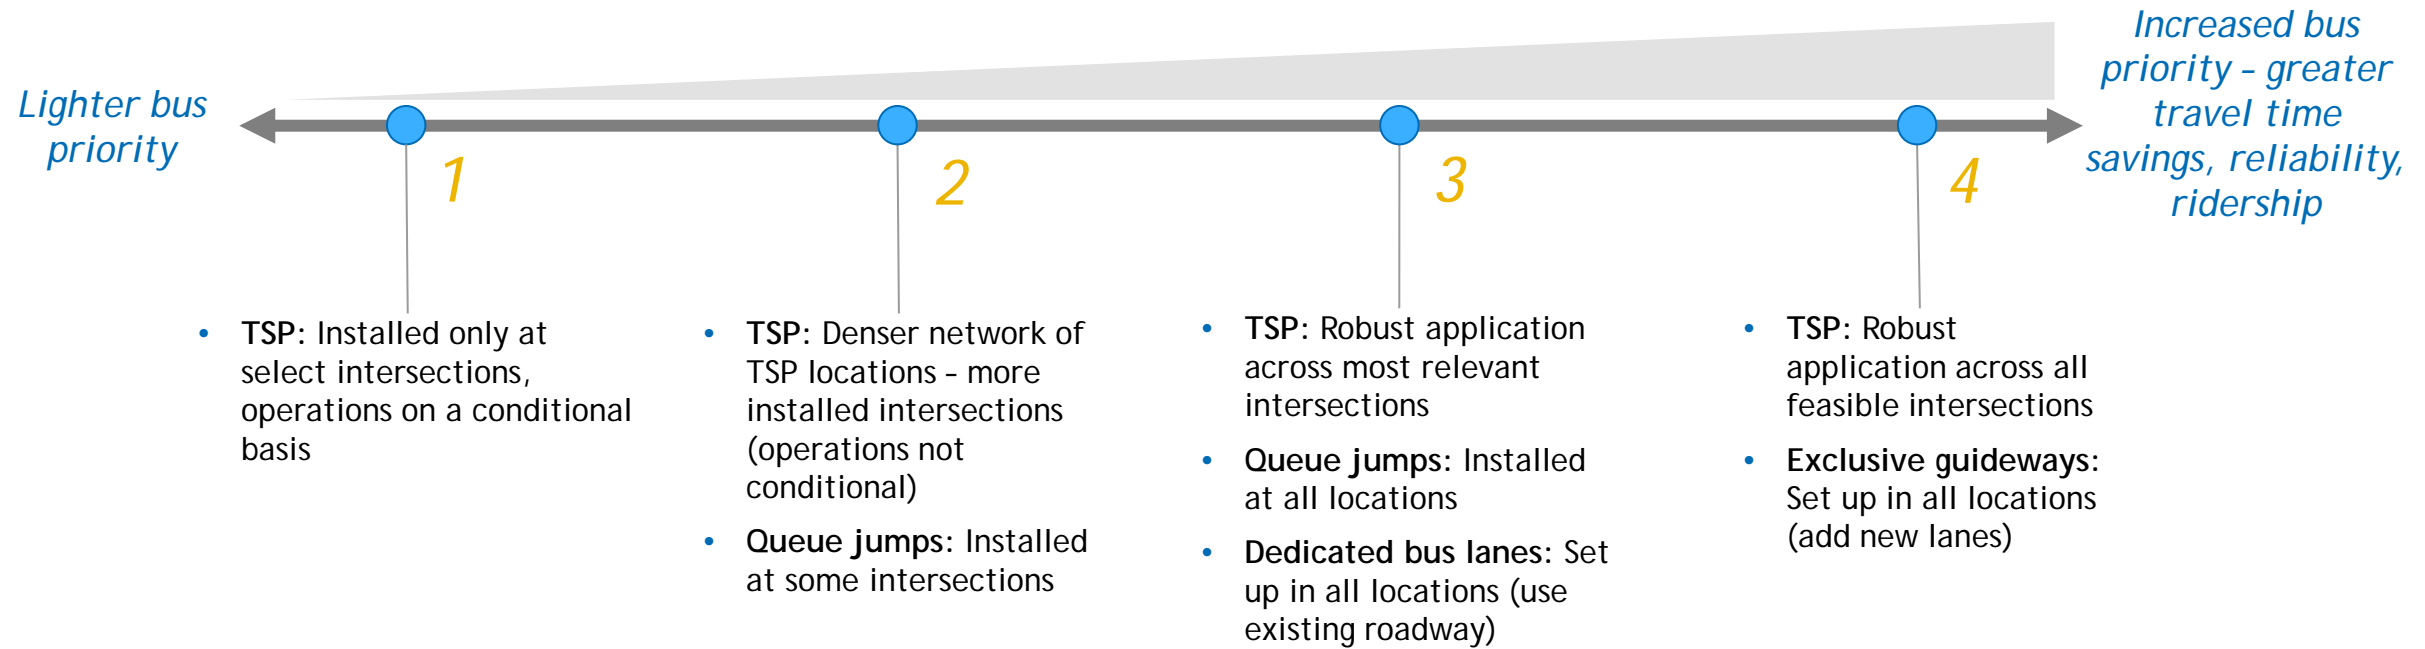 Lighter bus
priority
Increased bus
priority – greater
travel time
savings, reliability,
ridership
1
2
3
4
• TSP: Installed only at
select intersections,
operations on a conditional
basis
• TSP: Denser network of
TSP locations – more
installed intersections
(operations not
conditional)
• Queue jumps: Installed
at some intersections
• TSP: Robust application
across most relevant
intersections
• Queue jumps: Installed
at all locations
• Dedicated bus lanes: Set
up in all locations (use
existing roadway)
• TSP: Robust
application across all
feasible intersections
• Exclusive guideways:
Set up in all locations
(add new lanes)